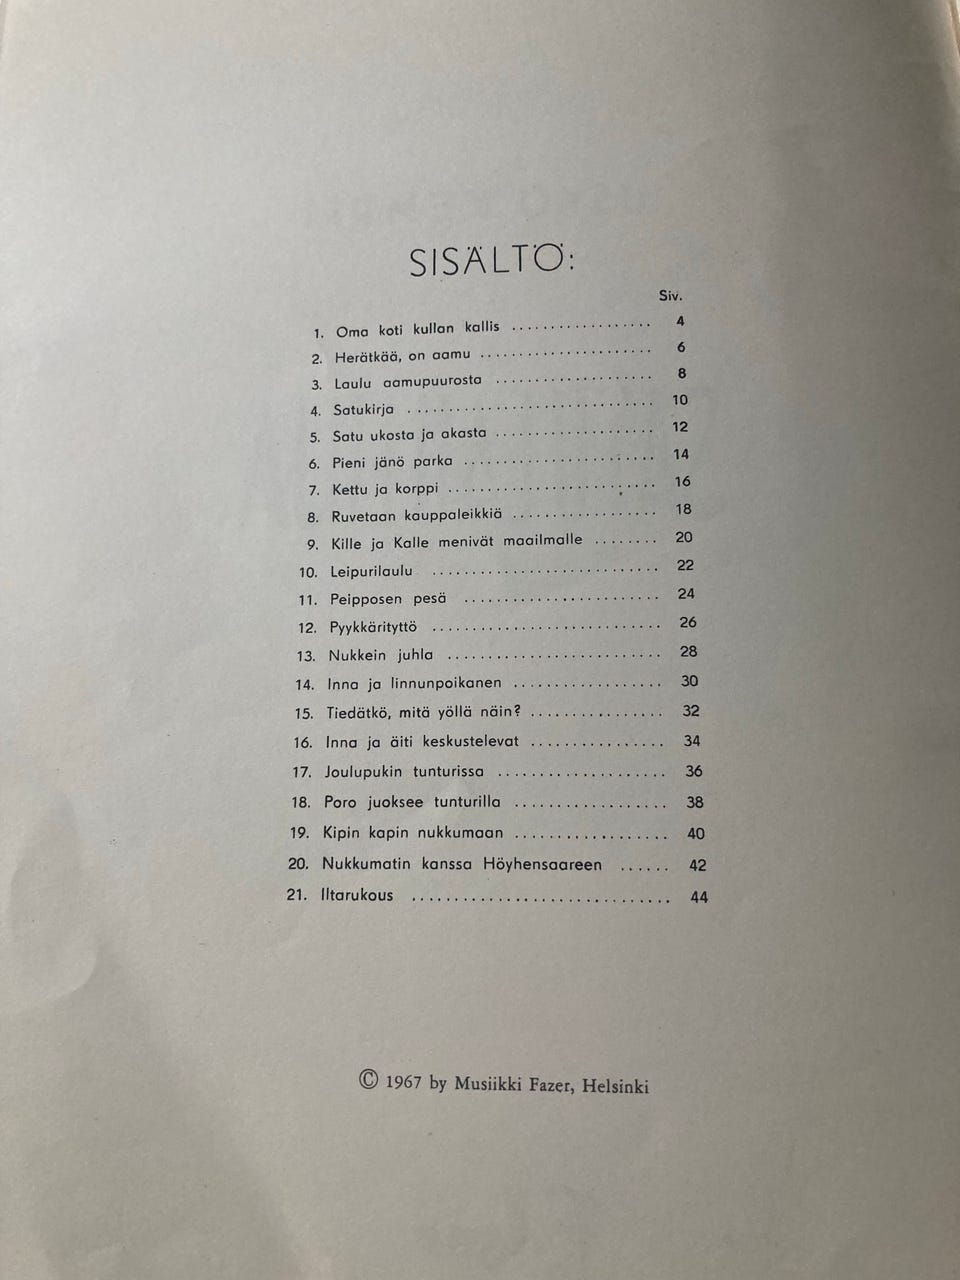 SISÄLTÖ:
Siv.
1. Oma koti kullan kallis .................. 4
2. Herätkää, on aamu ...................... 6
3. Laulu aamupuurosta .................... 8
4. Satukirja ................................ 10
5. Satu ukosta ja akasta ..................... 12
6. Pieni jänö parka ......................... 14
7. Kettu ja korppi ........................... 16
8. Ruvetaan kauppaleikkiä ................... 18
9. Kille ja Kalle menivät maailmalle ........ 20
10. Leipurilaulu ............................. 22
11. Peipposen pesä ......................... 24
12. Pyykkärityttö ............................. 26
13. Nukkein juhla ............................ 28
14. Inna ja linnunpoikanen .................. 30
15. Tiedätkö, mitä yöllä näin? ................ 32
16. Inna ja äiti keskustelevat ................ 34
17. Joulupukin tunturissa .................... 36
18. Poro juoksee tunturilla .................. 38
19. Kipin kapin nukkumaan .................. 40
20. Nukkumatin kanssa Höyhensaareen ...... 42
21. Iltarukous ............................... 44
© 1967 by Musiikki Fazer, Helsinki